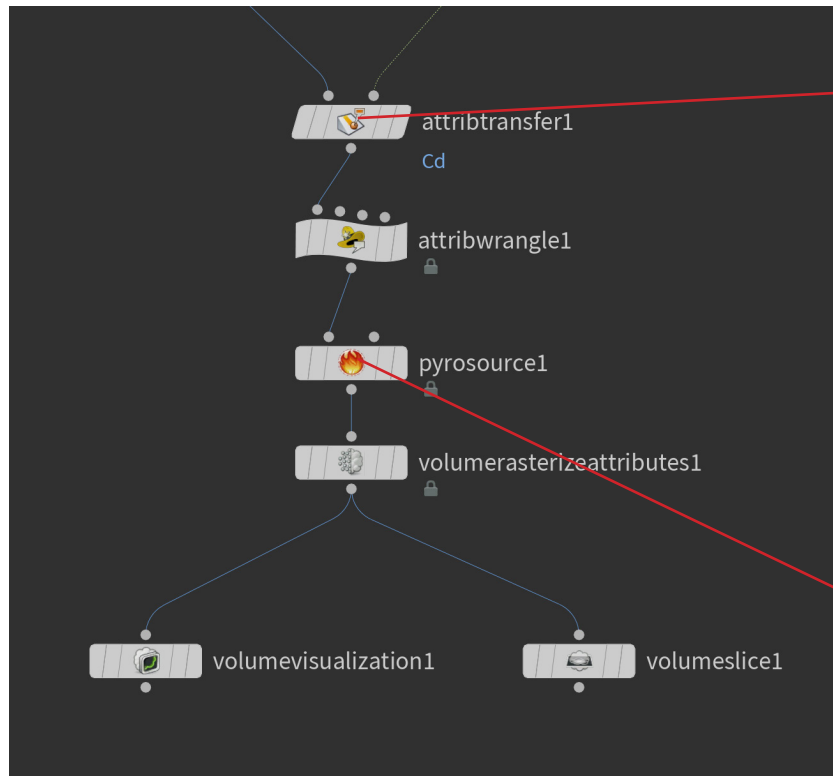 attribtransfer1
Cd
attribwrangle1
pyrosource1
volumerasterizeattributes1
volumevisualization1
volumeslice1